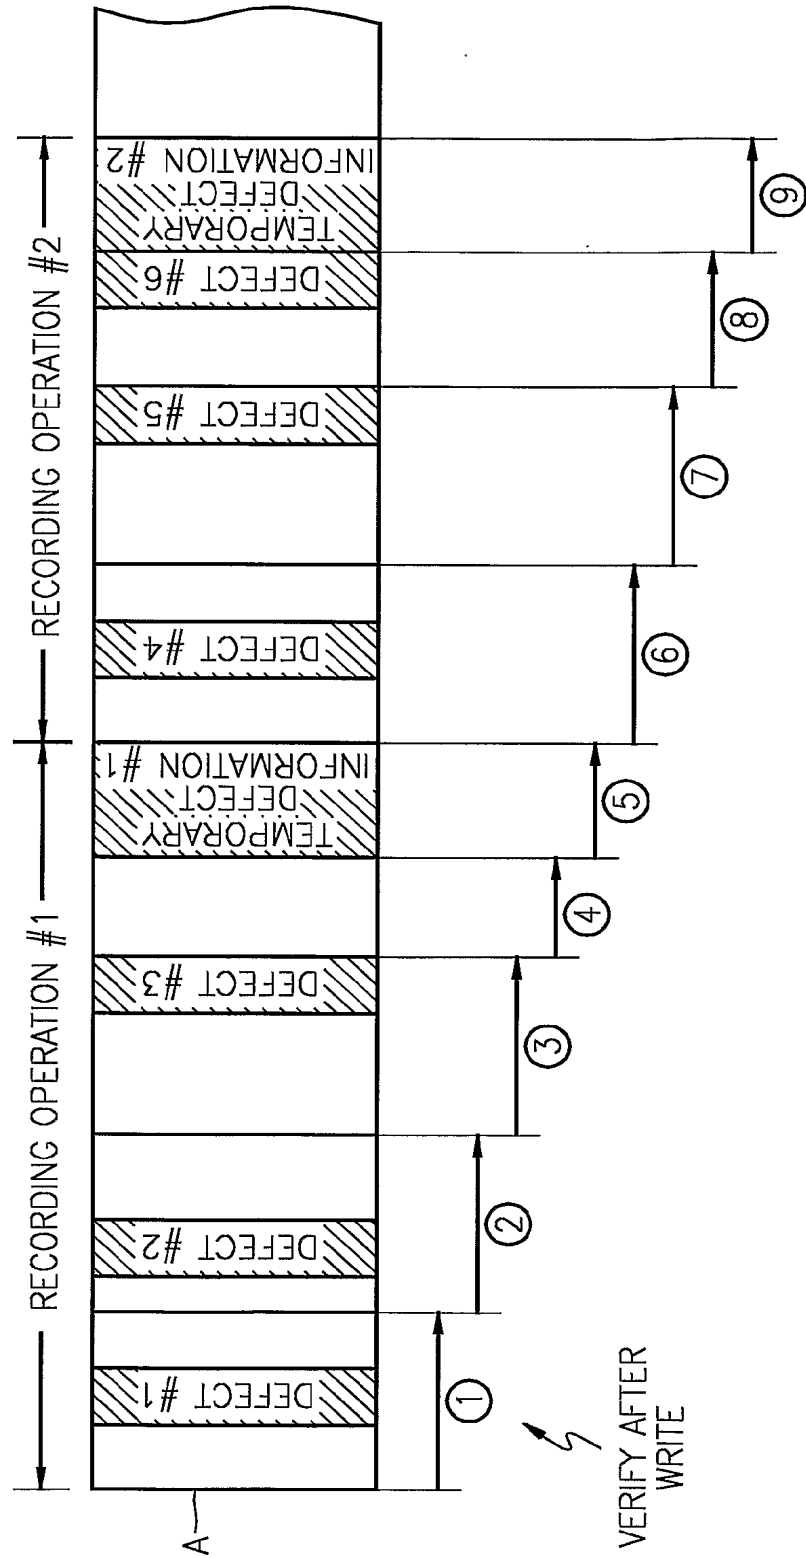 RECORDING OPERATION #1
RECORDING OPERATION #2
A
DEFECT #1
DEFECT #2
DEFECT #3
TEMPORARY
DEFECT
INFORMATION #1
DEFECT #4
DEFECT #5
DEFECT #6
TEMPORARY
DEFECT
INFORMATION #2
1
2
3
4
5
6
7
8
9
VERIFY AFTER
WRITE